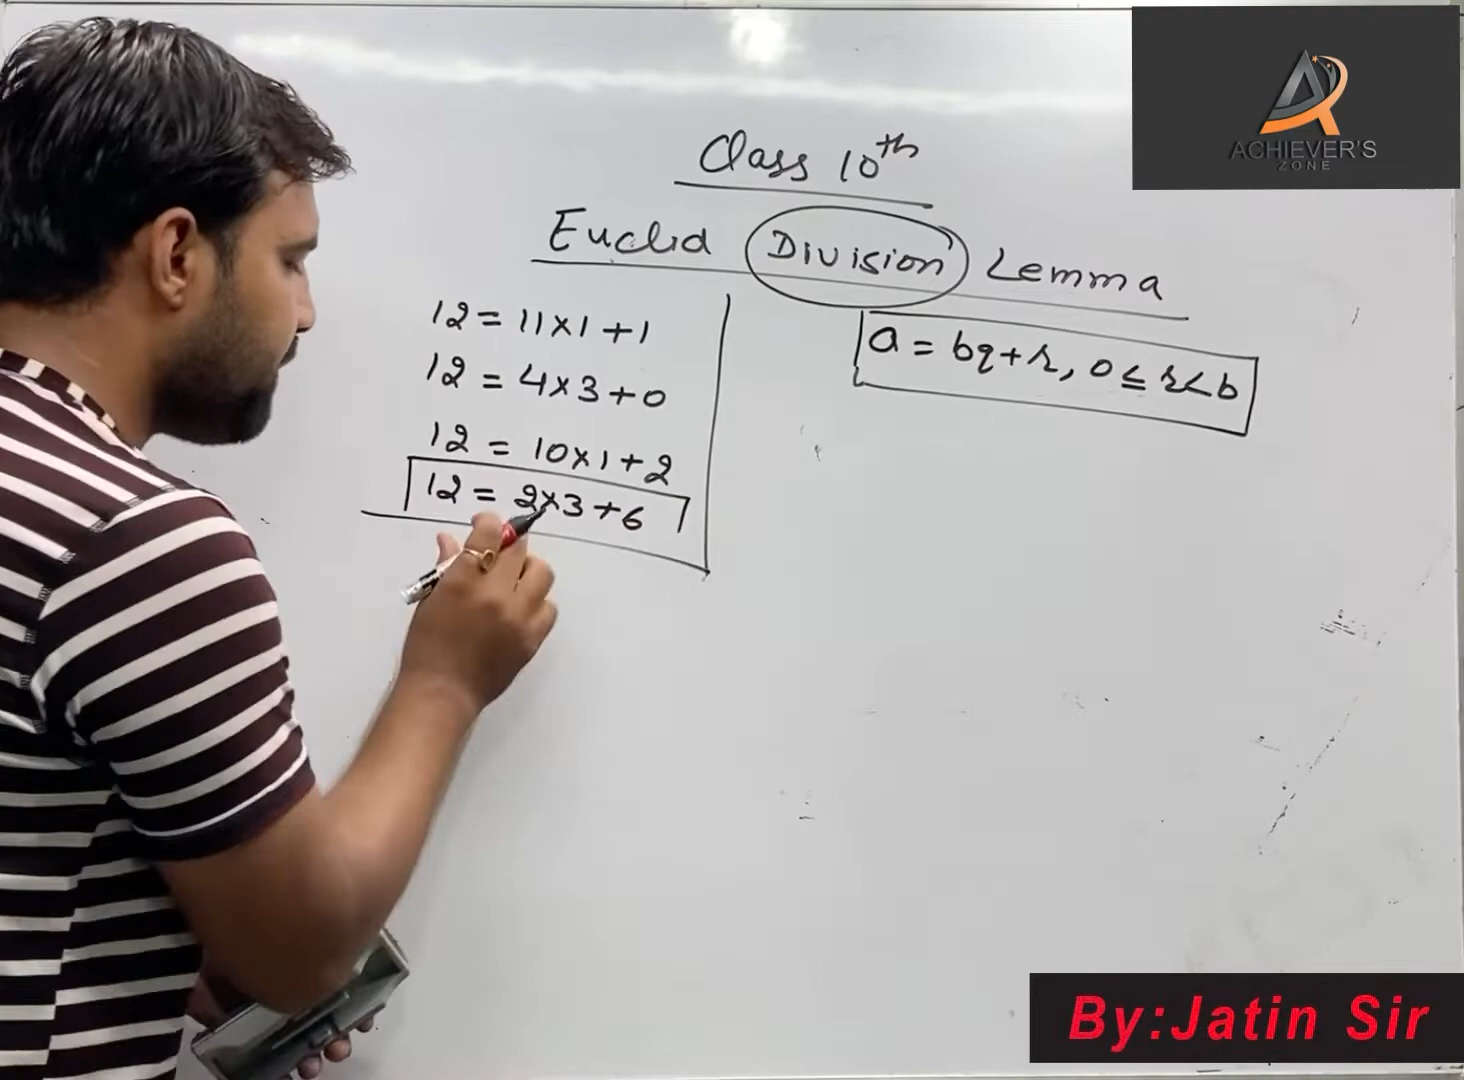 ACHIEVER'S
ZONE
Class 10th
Euclid Division Lemma
12 = 11×1+1
12 = 4×3+0
12 = 10×1+2
12 = 2×3+6
a = bq+r, 0≤r<b
By:Jatin Sir